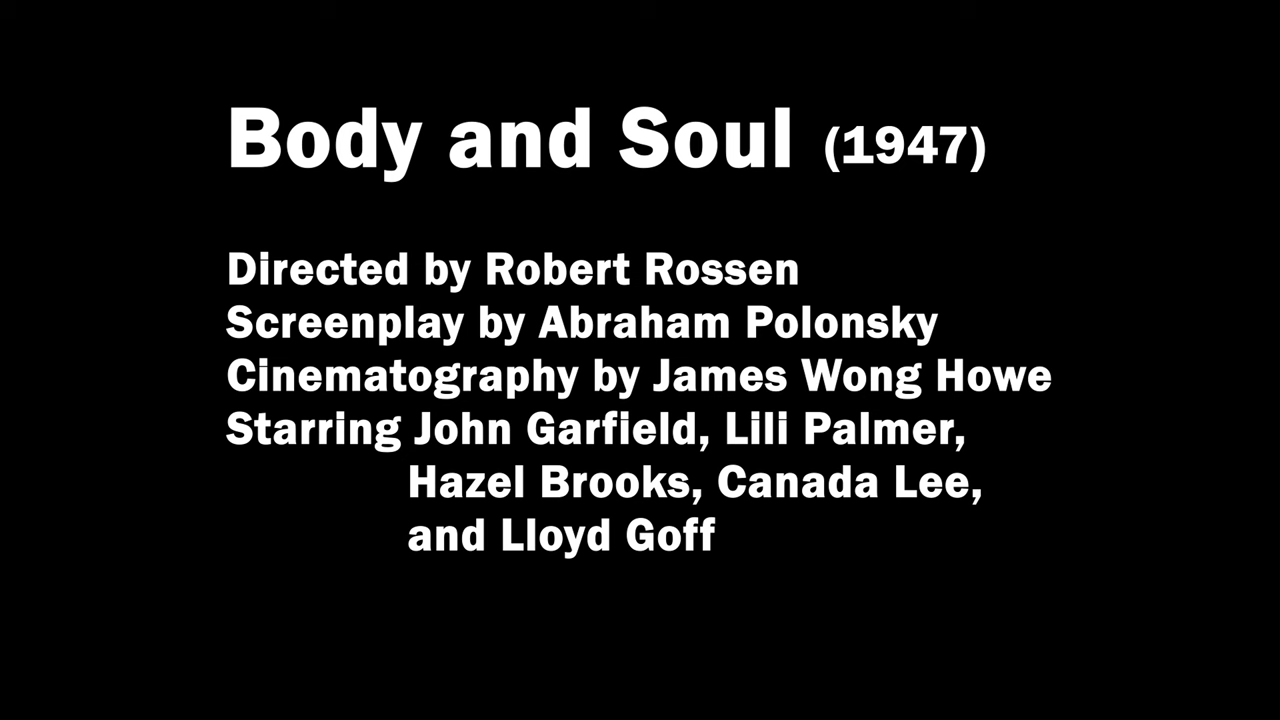 Body and Soul (1947)
Directed by Robert Rossen
Screenplay by Abraham Polonsky
Cinematography by James Wong Howe
Starring John Garfield, Lili Palmer,
Hazel Brooks, Canada Lee,
and Lloyd Goff